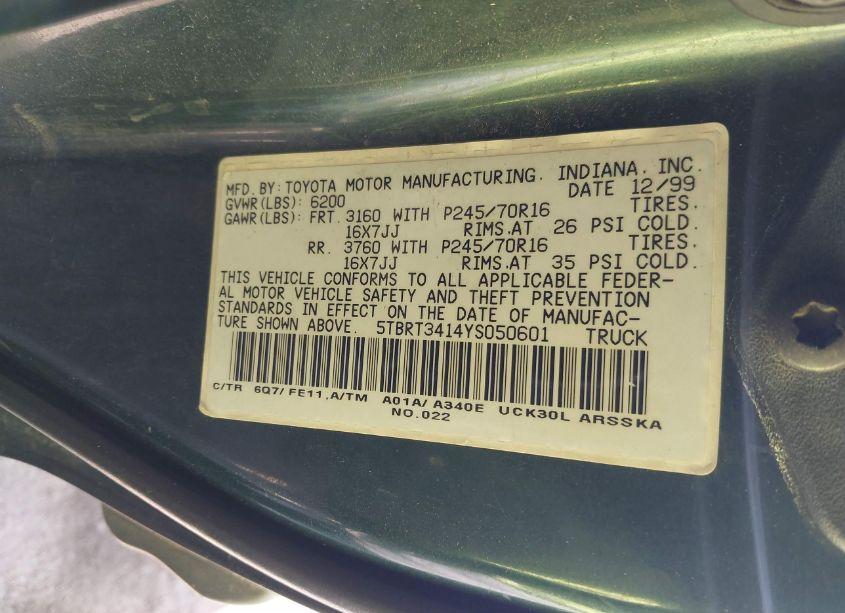 MFD. BY: TOYOTA MOTOR MANUFACTURING. INDIANA, INC.
GVWR(LBS): 6200 DATE 12/99
GAWR(LBS): FRT. 3160 WITH P245/70R16 TIRES.
16X7JJ RIMS.AT 26 PSI COLD.
RR. 3760 WITH P245/70R16 TIRES.
16X7JJ RIMS.AT 35 PSI COLD.
THIS VEHICLE CONFORMS TO ALL APPLICABLE FEDER-
AL MOTOR VEHICLE SAFETY AND THEFT PREVENTION
STANDARDS IN EFFECT ON THE DATE OF MANUFAC-
TURE SHOWN ABOVE. 5TBRT3414YS050601 TRUCK
C/TR 6Q7/FE11,A/TM A01A/A340E UCK30L ARSSKA
NO.022